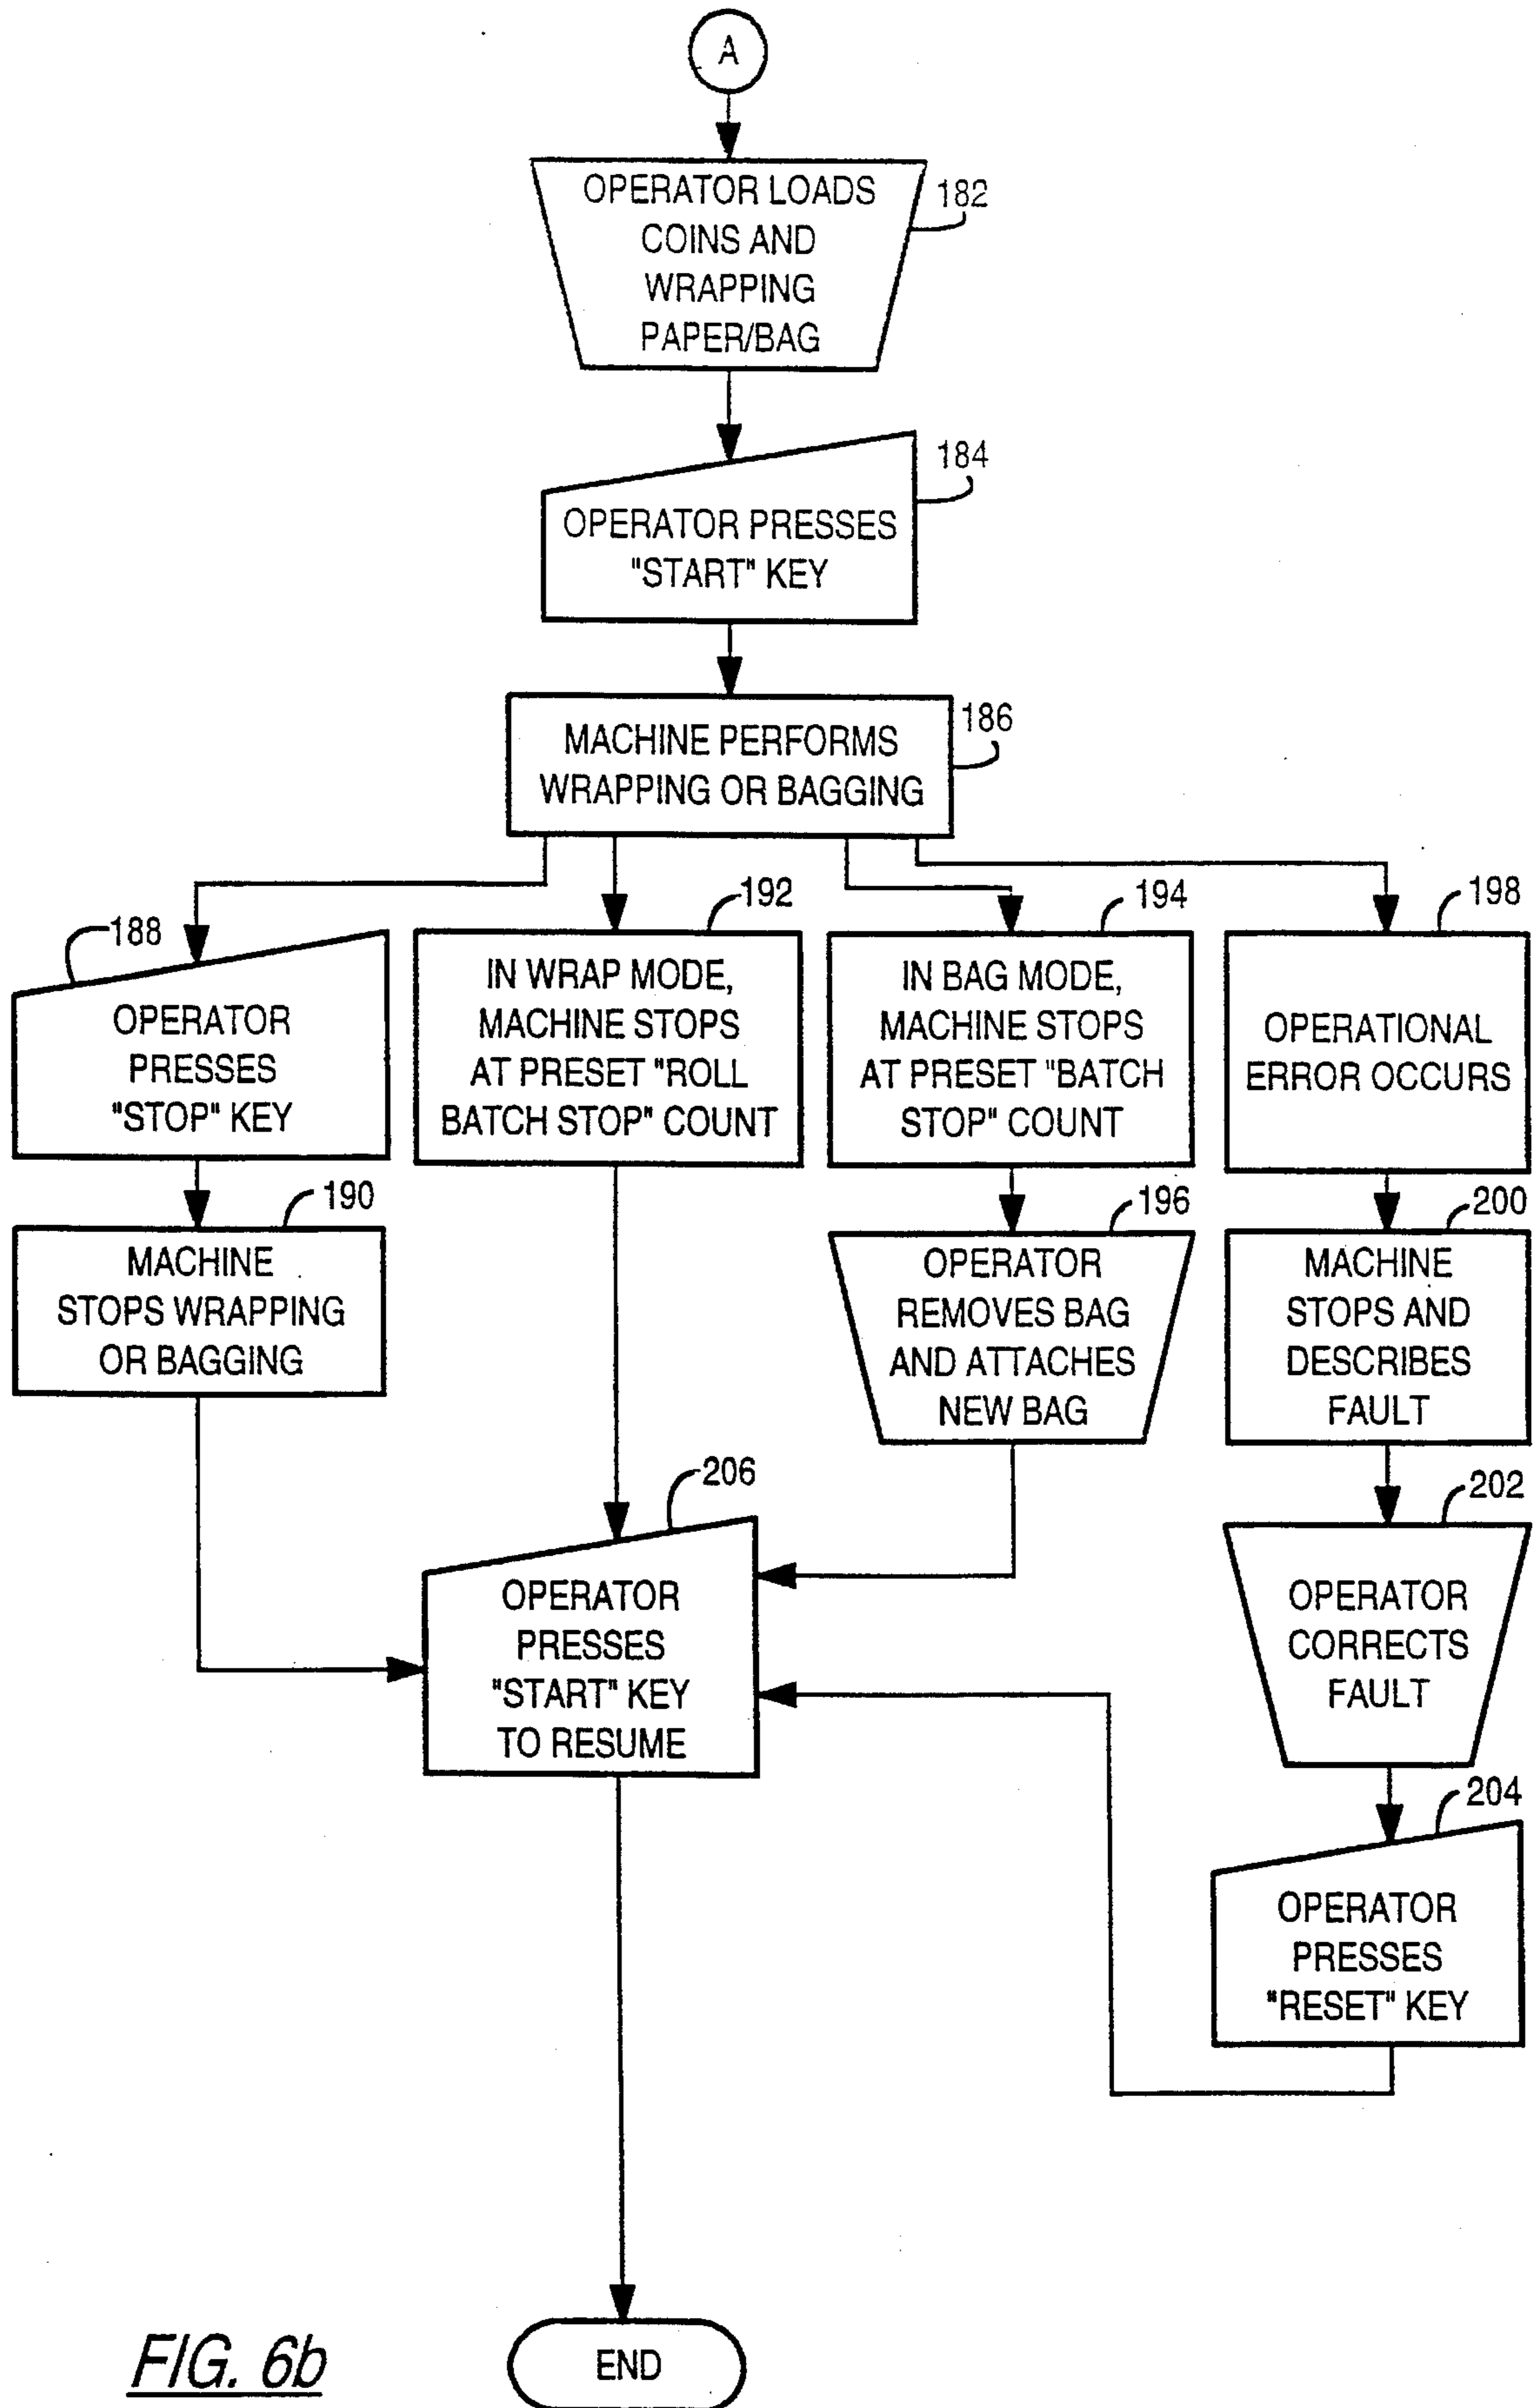 A
OPERATOR LOADS
COINS AND
WRAPPING
PAPER/BAG
182
OPERATOR PRESSES
"START" KEY
184
MACHINE PERFORMS
WRAPPING OR BAGGING
186
188
OPERATOR
PRESSES
"STOP" KEY
190
MACHINE
STOPS WRAPPING
OR BAGGING
192
IN WRAP MODE,
MACHINE STOPS
AT PRESET "ROLL
BATCH STOP" COUNT
194
IN BAG MODE,
MACHINE STOPS
AT PRESET "BATCH
STOP" COUNT
196
OPERATOR
REMOVES BAG
AND ATTACHES
NEW BAG
198
OPERATIONAL
ERROR OCCURS
200
MACHINE
STOPS AND
DESCRIBES
FAULT
202
OPERATOR
CORRECTS
FAULT
204
OPERATOR
PRESSES
"RESET" KEY
206
OPERATOR
PRESSES
"START" KEY
TO RESUME
END
FIG. 6b